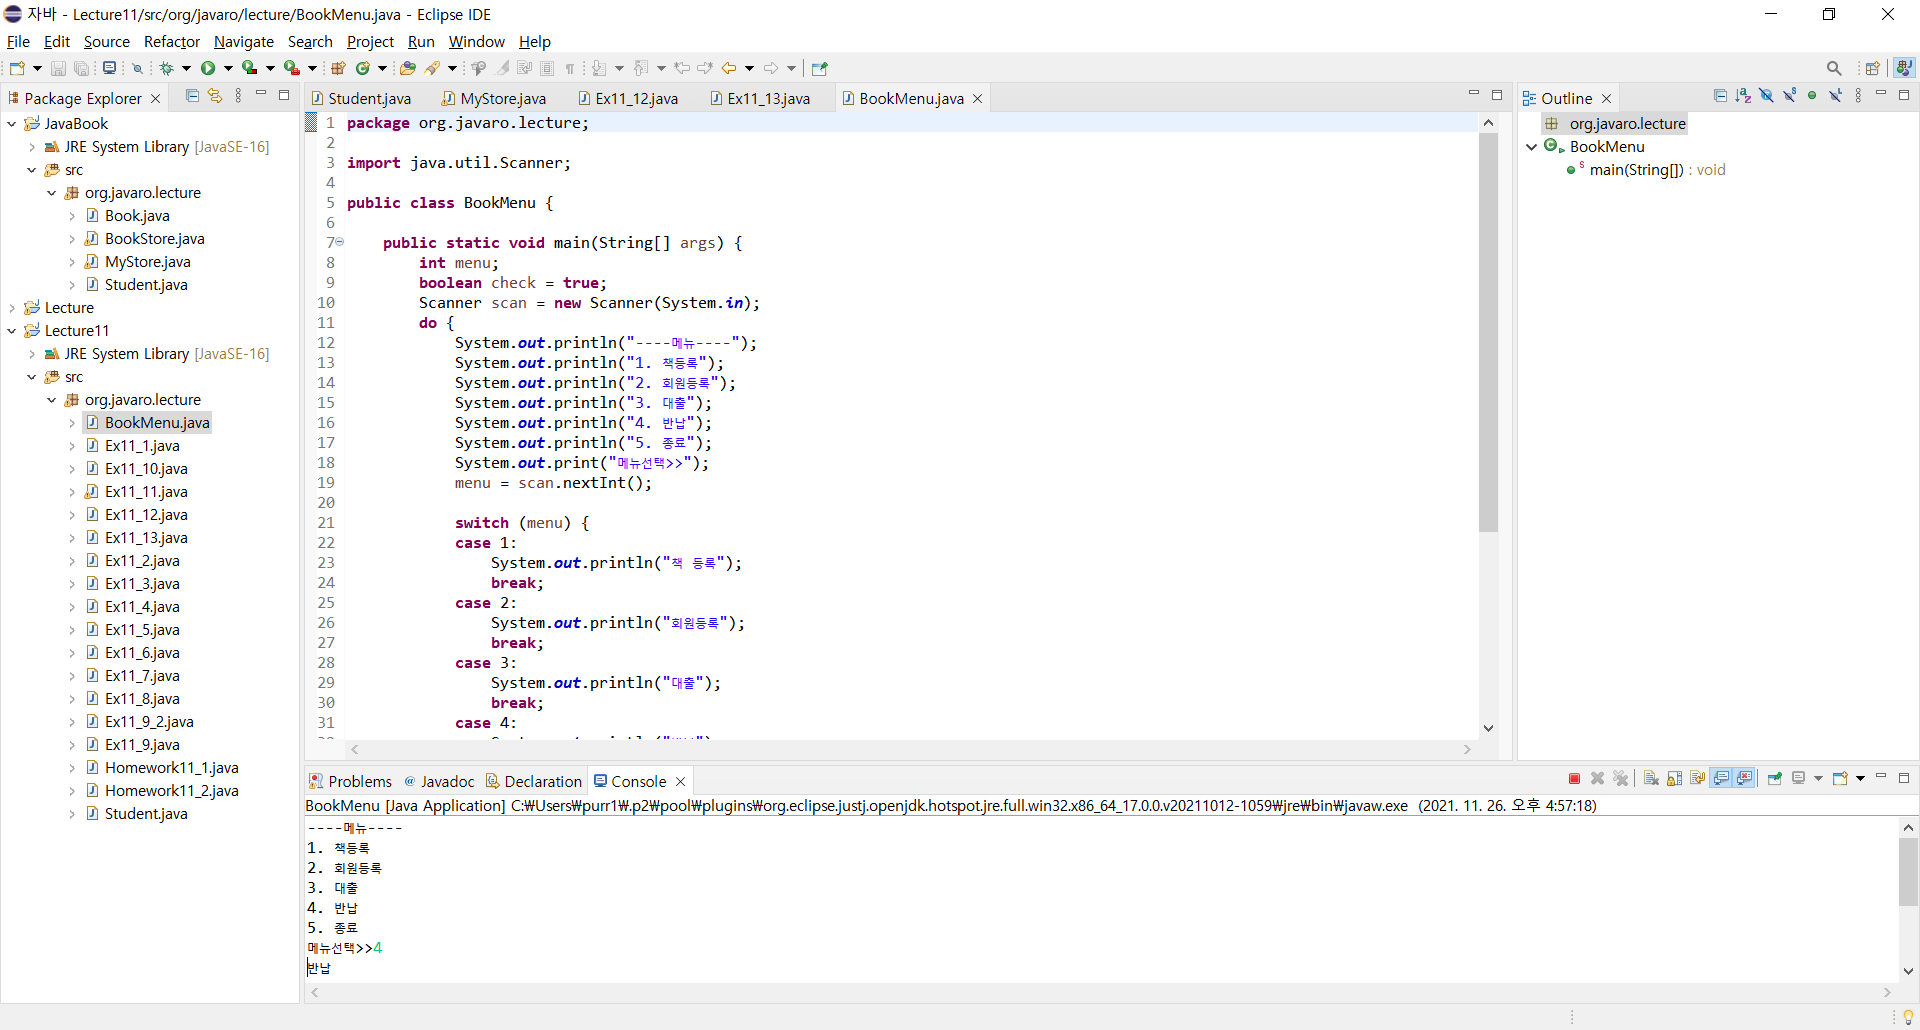 자바 - Lecture11/src/org/javaro/lecture/BookMenu.java - Eclipse IDE
File Edit Source Refactor Navigate Search Project Run Window Help
Package Explorer
JavaBook
JRE System Library [JavaSE-16]
src
org.javaro.lecture
Book.java
BookStore.java
MyStore.java
Student.java
Lecture
Lecture11
JRE System Library [JavaSE-16]
src
org.javaro.lecture
BookMenu.java
Ex11_1.java
Ex11_10.java
Ex11_11.java
Ex11_12.java
Ex11_13.java
Ex11_2.java
Ex11_3.java
Ex11_4.java
Ex11_5.java
Ex11_6.java
Ex11_7.java
Ex11_8.java
Ex11_9_2.java
Ex11_9.java
Homework11_1.java
Homework11_2.java
Student.java
Student.java MyStore.java Ex11_12.java Ex11_13.java BookMenu.java
1 package org.javaro.lecture;
2
3 import java.util.Scanner;
4
5 public class BookMenu {
6
7 public static void main(String[] args) {
8 int menu;
9 boolean check = true;
10 Scanner scan = new Scanner(System.in);
11 do {
12 System.out.println("----메뉴----");
13 System.out.println("1. 책등록");
14 System.out.println("2. 회원등록");
15 System.out.println("3. 대출");
16 System.out.println("4. 반납");
17 System.out.println("5. 종료");
18 System.out.print("메뉴선택>>");
19 menu = scan.nextInt();
20
21 switch (menu) {
22 case 1:
23 System.out.println("책 등록");
24 break;
25 case 2:
26 System.out.println("회원등록");
27 break;
28 case 3:
29 System.out.println("대출");
30 break;
31 case 4:
Outline
org.javaro.lecture
BookMenu
main(String[]) : void
Problems Javadoc Declaration Console
BookMenu [Java Application] C:₩Users₩purr1₩.p2₩pool₩plugins₩org.eclipse.justj.openjdk.hotspot.jre.full.win32.x86_64_17.0.0.v20211012-1059₩jre₩bin₩javaw.exe (2021. 11. 26. 오후 4:57:18)
----메뉴----
1. 책등록
2. 회원등록
3. 대출
4. 반납
5. 종료
메뉴선택>>4
반납